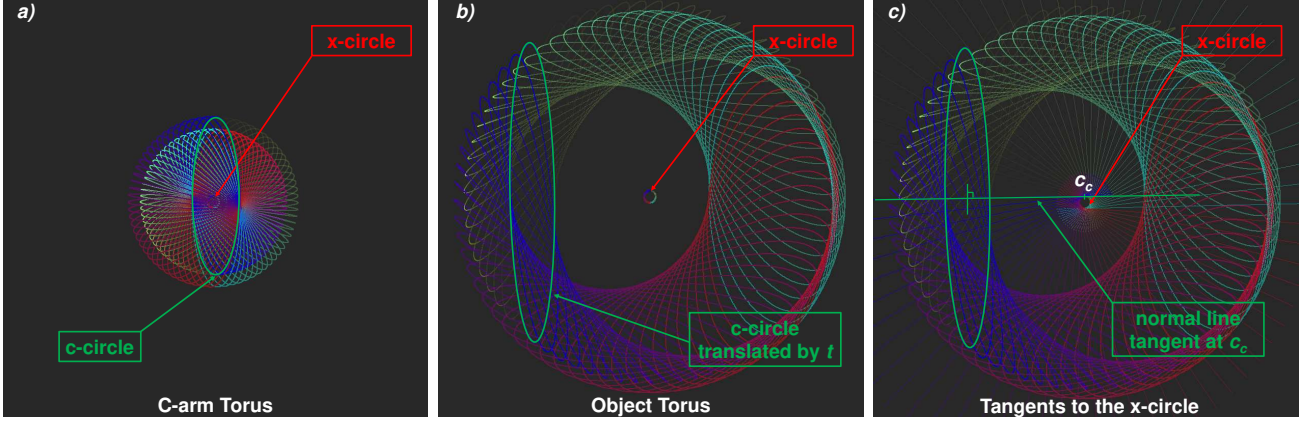 a)
x-circle
c-circle
C-arm Torus
b)
x-circle
c-circle
translated by t
Object Torus
c)
x-circle
c_c
normal line
tangent at c_c
Tangents to the x-circle